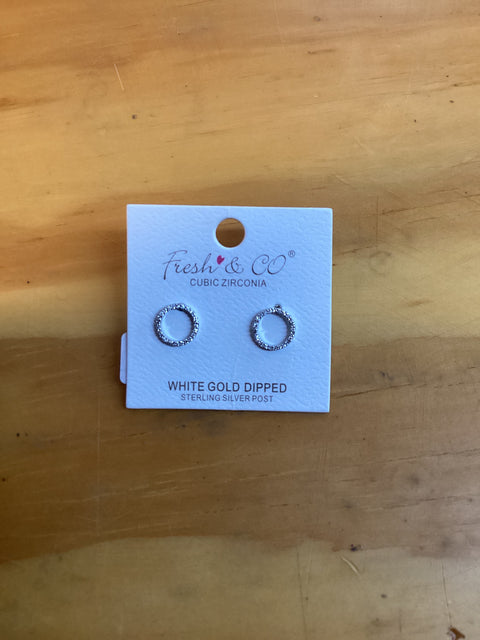 Fresh & CO®
CUBIC ZIRCONIA
WHITE GOLD DIPPED
STERLING SILVER POST